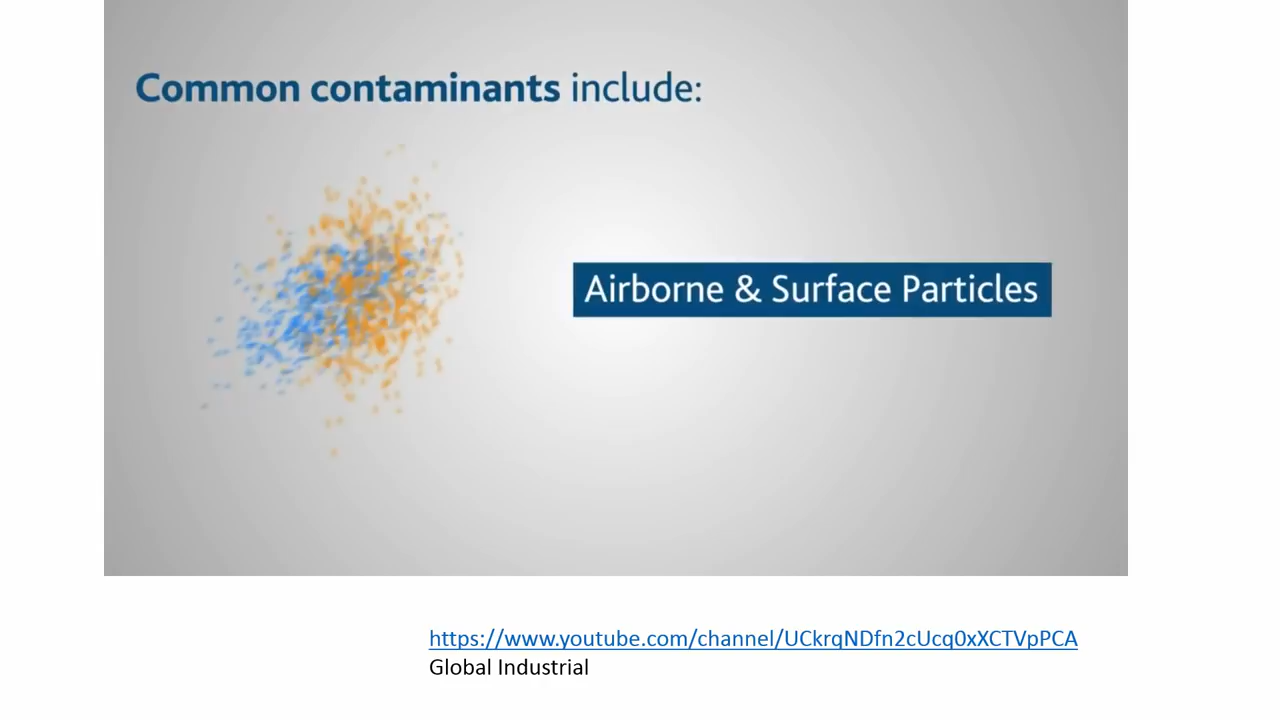 Common contaminants include:
Airborne & Surface Particles
https://www.youtube.com/channel/UCkrqNDfn2cUcq0xXCTVpPCA
Global Industrial